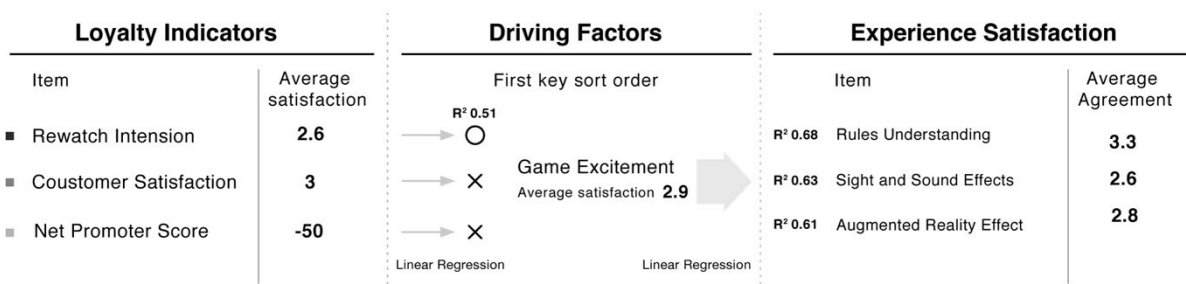 Loyalty Indicators
Item
Average
satisfaction
Rewatch Intension
2.6
Coustomer Satisfaction
3
Net Promoter Score
-50
Driving Factors
First key sort order
R² 0.51
Game Excitement
Average satisfaction 2.9
Linear Regression
Linear Regression
Experience Satisfaction
Item
Average
Agreement
R² 0.68 Rules Understanding
3.3
R² 0.63 Sight and Sound Effects
2.6
R² 0.61 Augmented Reality Effect
2.8